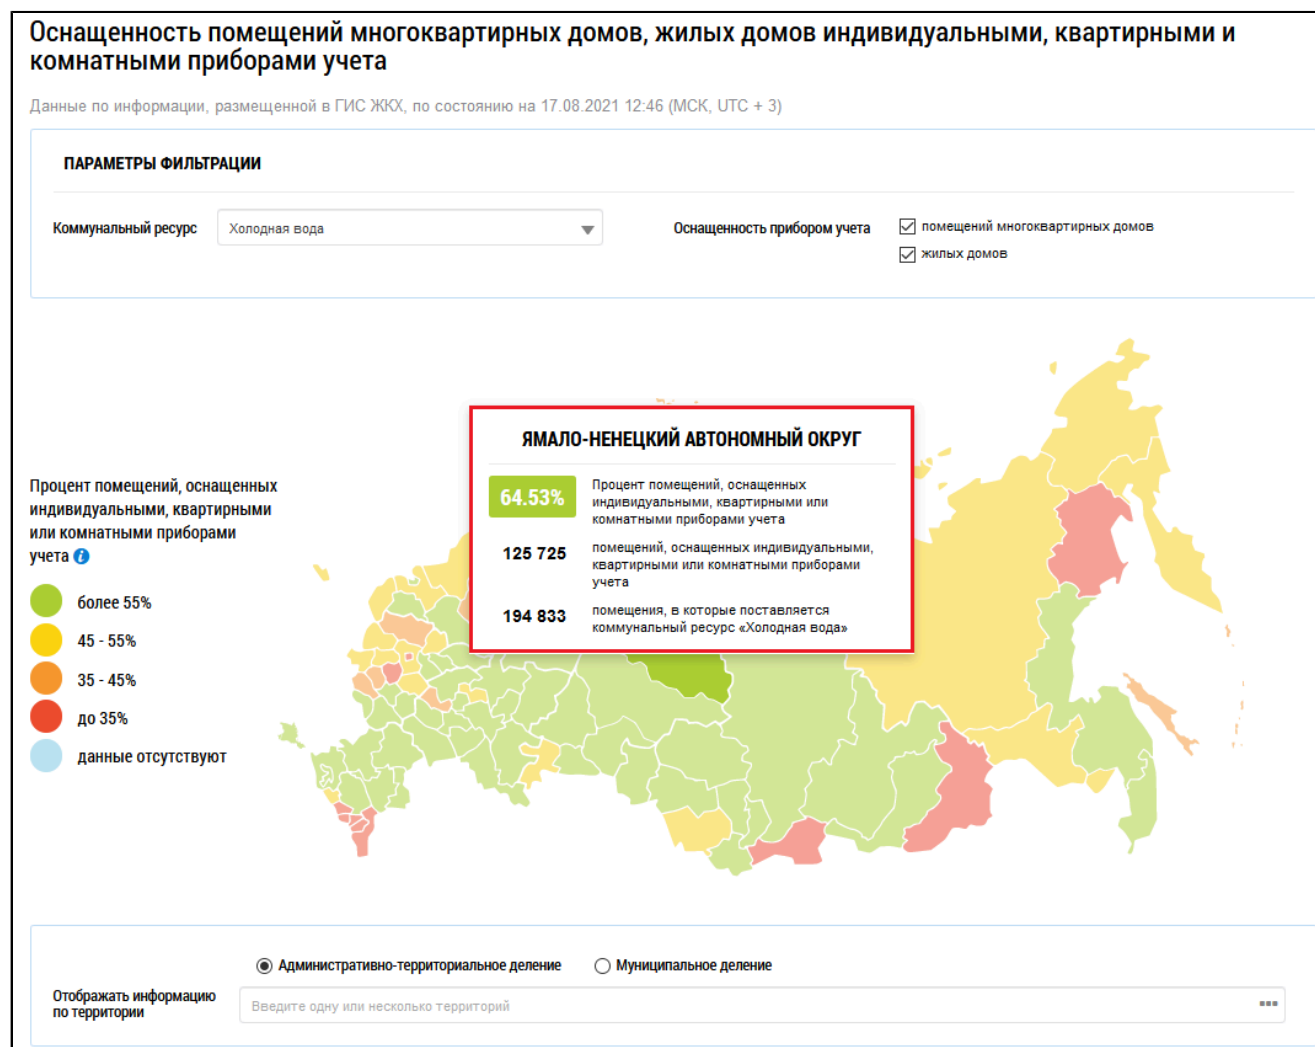 Оснащенность помещений многоквартирных домов, жилых домов индивидуальными, квартирными и
комнатными приборами учета
Данные по информации, размещенной в ГИС ЖКХ, по состоянию на 17.08.2021 12:46 (МСК, UTC + 3)
ПАРАМЕТРЫ ФИЛЬТРАЦИИ
Коммунальный ресурс
Холодная вода
Оснащенность прибором учета
помещений многоквартирных домов
жилых домов
Процент помещений, оснащенных
индивидуальными, квартирными
или комнатными приборами
учета i
более 55%
45 - 55%
35 - 45%
до 35%
данные отсутствуют
ЯМАЛО-НЕНЕЦКИЙ АВТОНОМНЫЙ ОКРУГ
64.53%
Процент помещений, оснащенных
индивидуальными, квартирными или
комнатными приборами учета
125 725
помещений, оснащенных индивидуальными,
квартирными или комнатными приборами
учета
194 833
помещения, в которые поставляется
коммунальный ресурс «Холодная вода»
Административно-территориальное деление
Муниципальное деление
Отображать информацию
по территории
Введите одну или несколько территорий